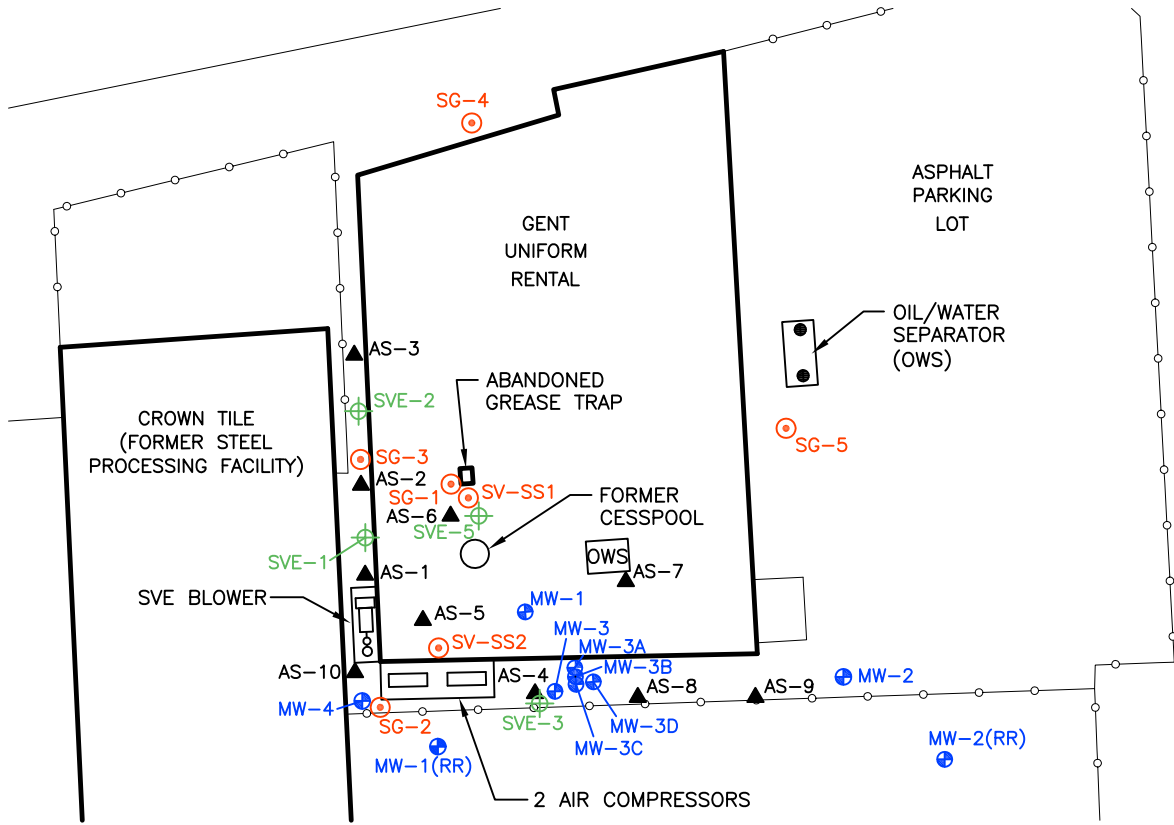 SG-4
ASPHALT
PARKING
LOT
GENT
UNIFORM
RENTAL
OIL/WATER
SEPARATOR
(OWS)
AS-3
ABANDONED
GREASE TRAP
SVE-2
CROWN TILE
(FORMER STEEL
PROCESSING FACILITY)
SG-5
SG-3
AS-2
SG-1
SV-SS1
FORMER
CESSPOOL
AS-6
SVE-5
OWS
SVE-1
AS-1
AS-7
SVE BLOWER
MW-1
AS-5
MW-3
SV-SS2
MW-3A
MW-3B
AS-10
AS-4
MW-2
AS-8
AS-9
MW-4
SG-2
SVE-3
MW-3D
MW-3C
MW-1(RR)
MW-2(RR)
2 AIR COMPRESSORS